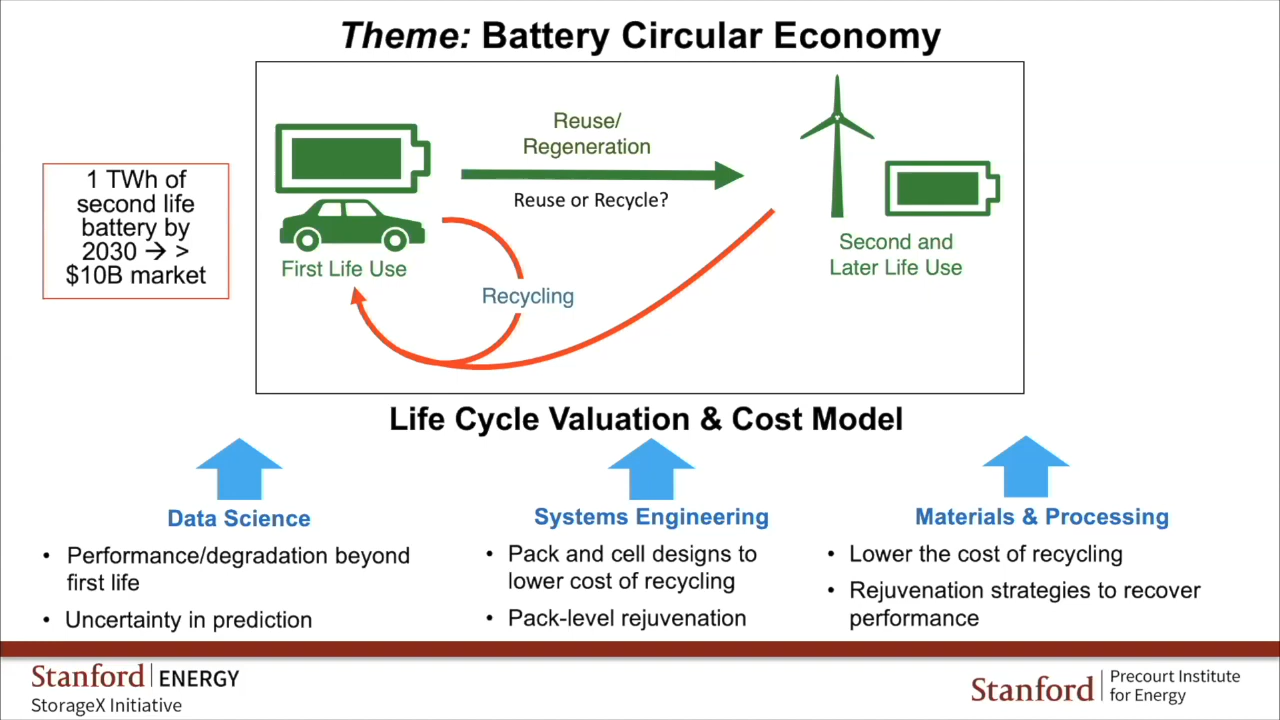 Theme: Battery Circular Economy
1 TWh of
second life
battery by
2030 → >
$10B market
Reuse/
Regeneration
Reuse or Recycle?
First Life Use
Recycling
Second and
Later Life Use
Life Cycle Valuation & Cost Model
Data Science
• Performance/degradation beyond
first life
• Uncertainty in prediction
Systems Engineering
• Pack and cell designs to
lower cost of recycling
• Pack-level rejuvenation
Materials & Processing
• Lower the cost of recycling
• Rejuvenation strategies to recover
performance
Stanford | ENERGY
StorageX Initiative
Stanford | Precourt Institute
for Energy